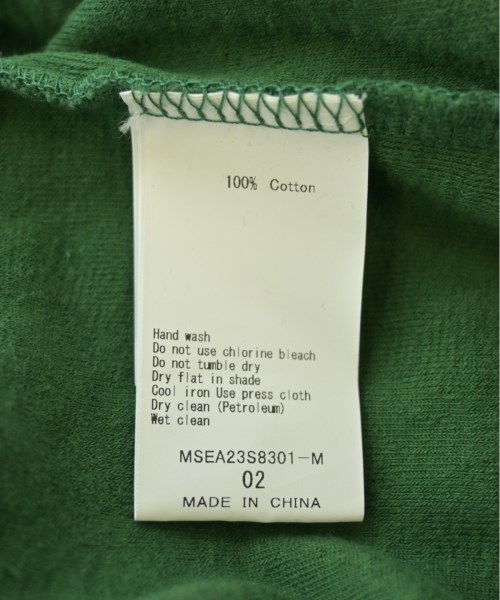 100% Cotton
Hand wash
Do not use chlorine bleach
Do not tumble dry
Dry flat in shade
Cool iron Use press cloth
Dry clean (Petroleum)
Wet clean
MSEA23S8301-M
02
MADE IN CHINA